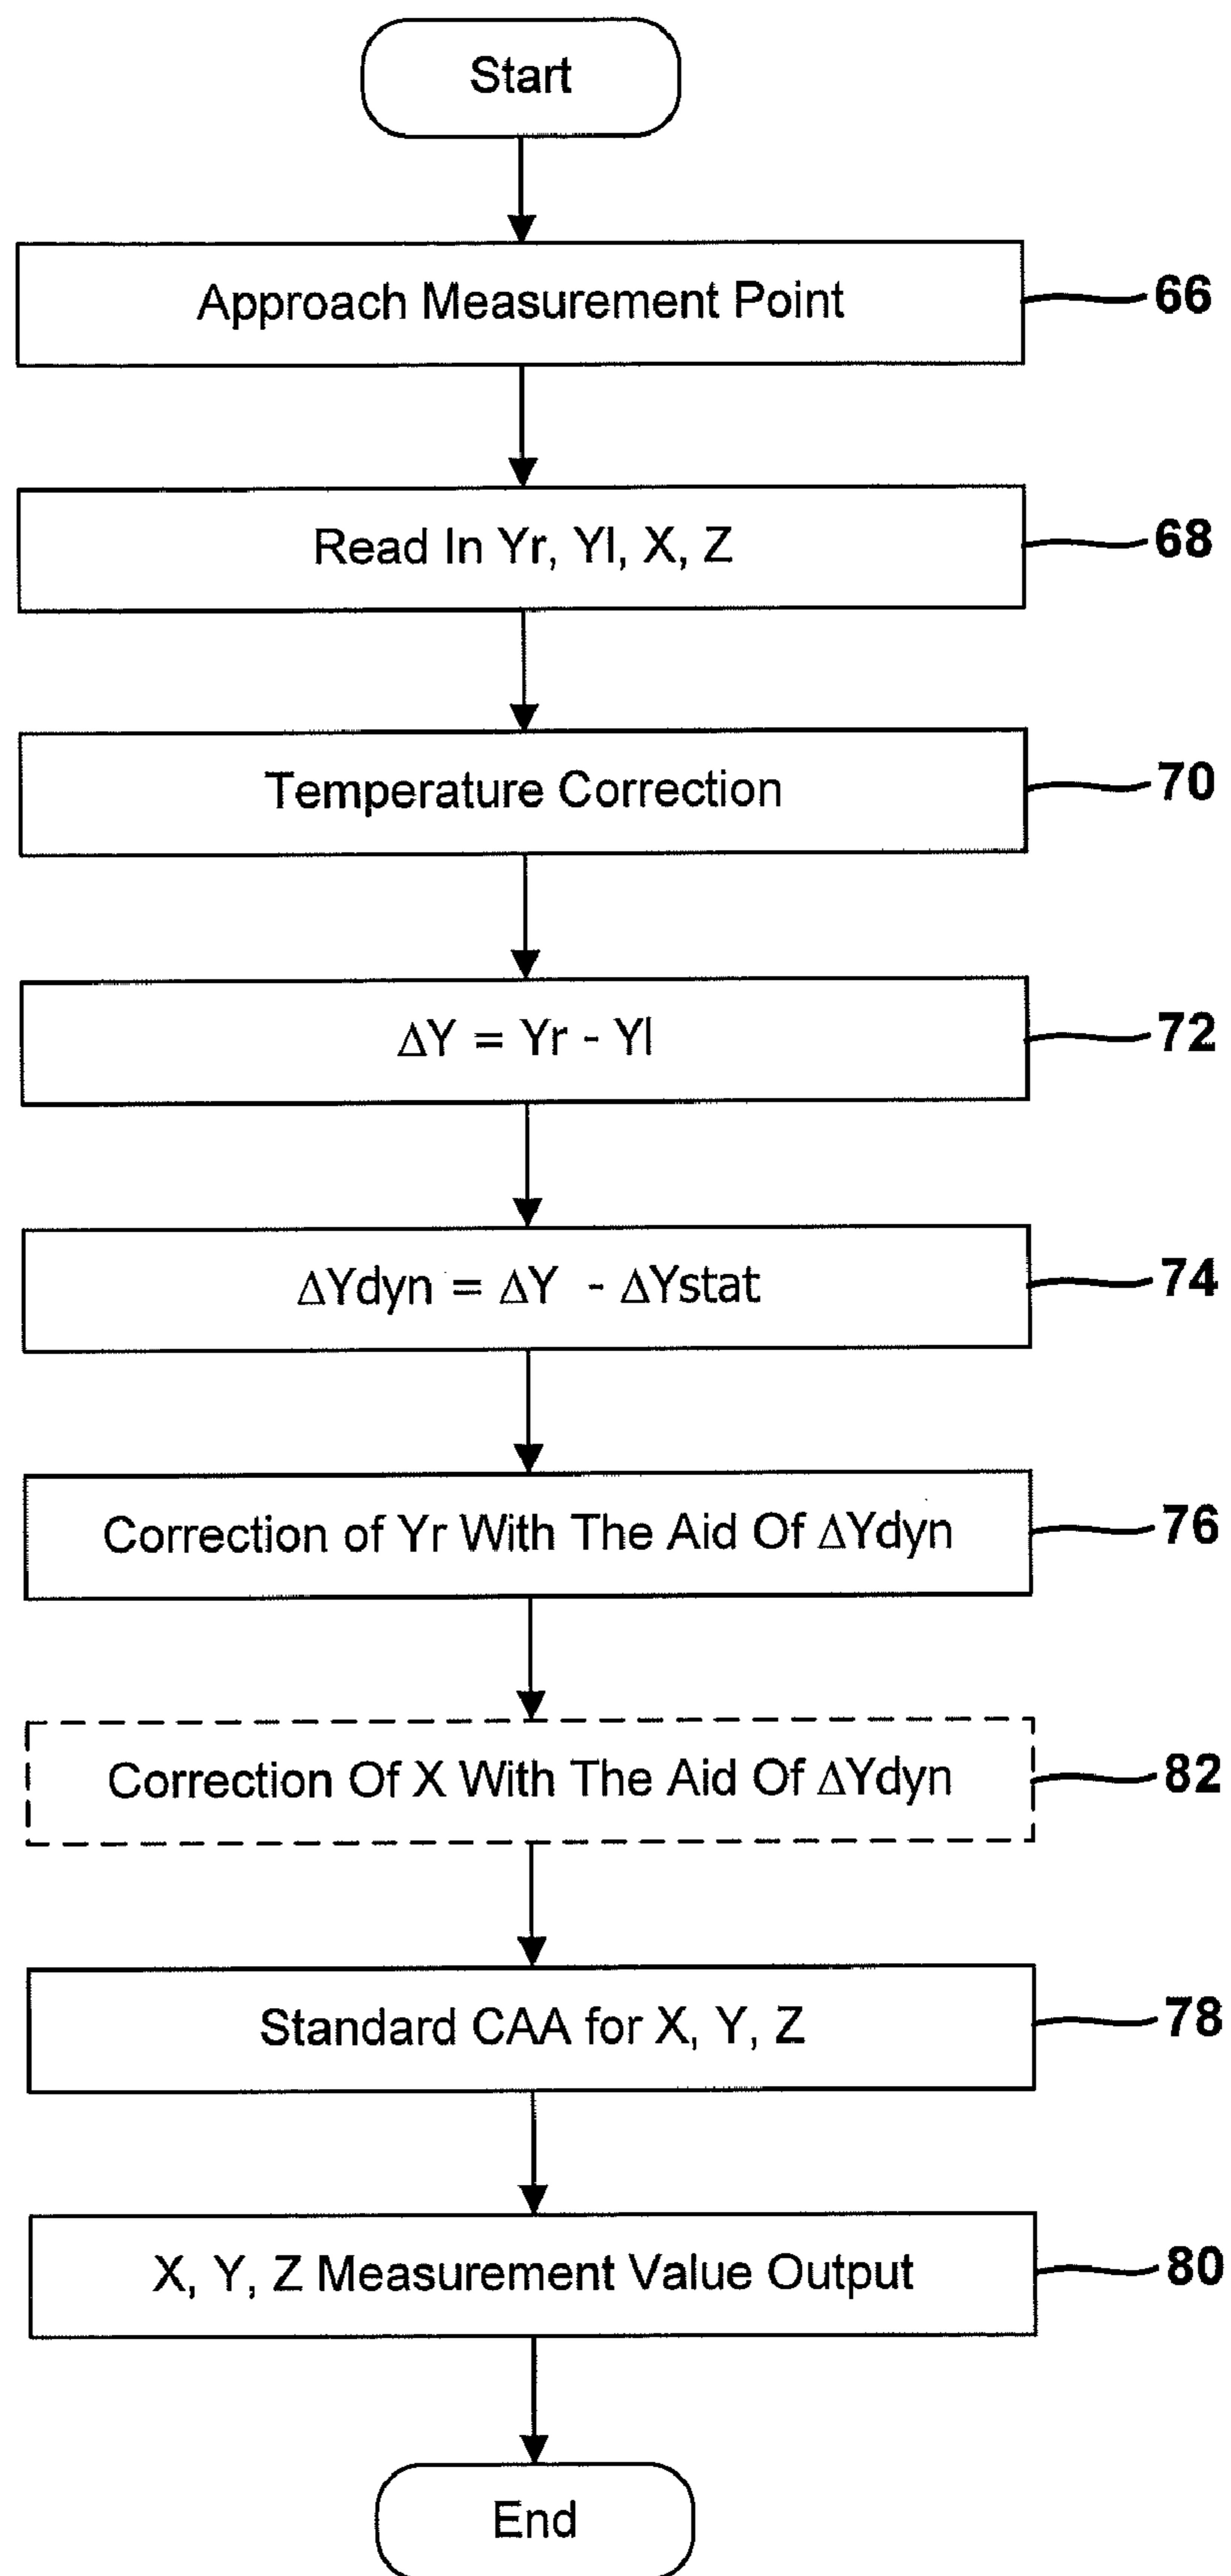 Start
Approach Measurement Point
66
Read In Yr, Yl, X, Z
68
Temperature Correction
70
ΔY = Yr - Yl
72
ΔYdyn = ΔY - ΔYstat
74
Correction of Yr With The Aid Of ΔYdyn
76
Correction Of X With The Aid Of ΔYdyn
82
Standard CAA for X, Y, Z
78
X, Y, Z Measurement Value Output
80
End